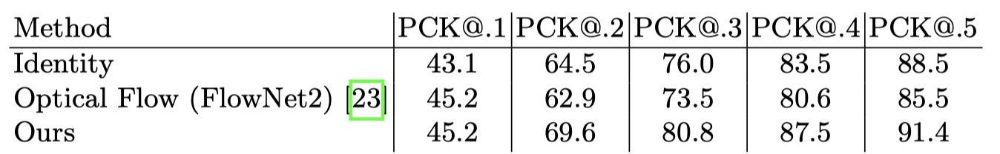 Method PCK@.1 PCK@.2 PCK@.3 PCK@.4 PCK@.5
Identity 43.1 64.5 76.0 83.5 88.5
Optical Flow (FlowNet2) [23] 45.2 62.9 73.5 80.6 85.5
Ours 45.2 69.6 80.8 87.5 91.4